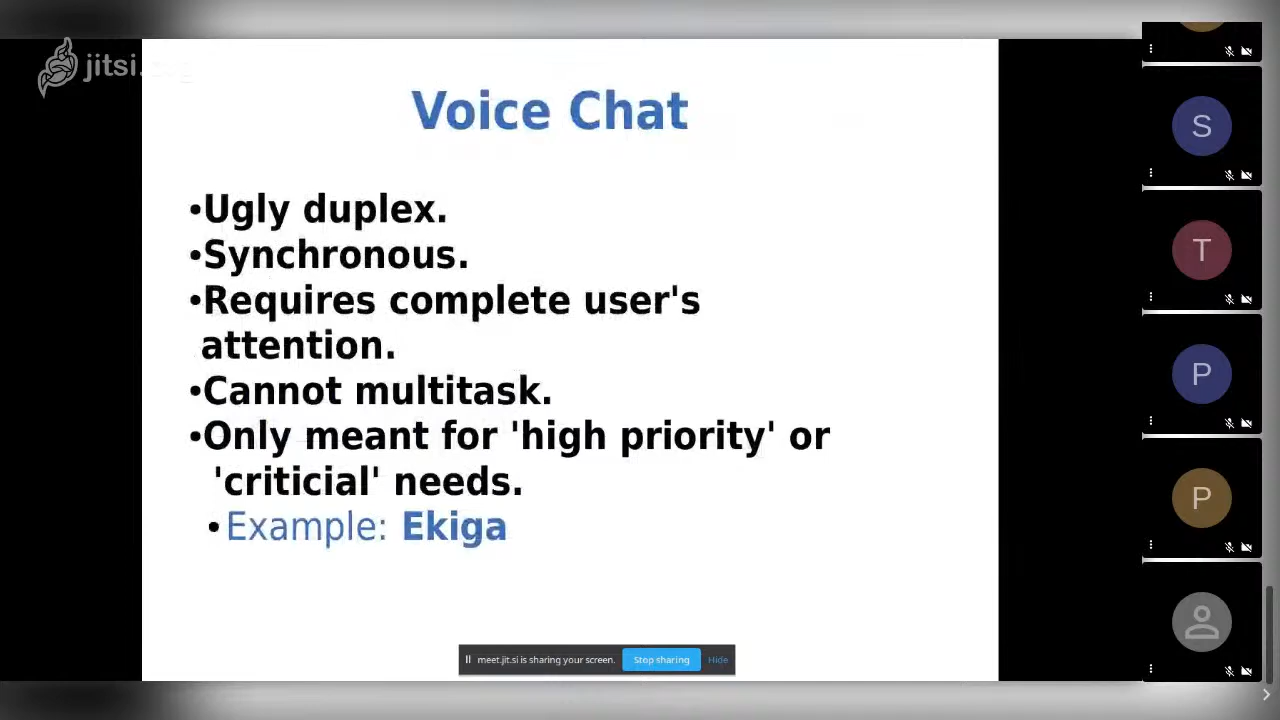 jitsi.org
Voice Chat
•Ugly duplex.
•Synchronous.
•Requires complete user's
attention.
•Cannot multitask.
•Only meant for 'high priority' or
'criticial' needs.
•Example: Ekiga
meet.jit.si is sharing your screen.
Stop sharing
Hide
S
T
P
P